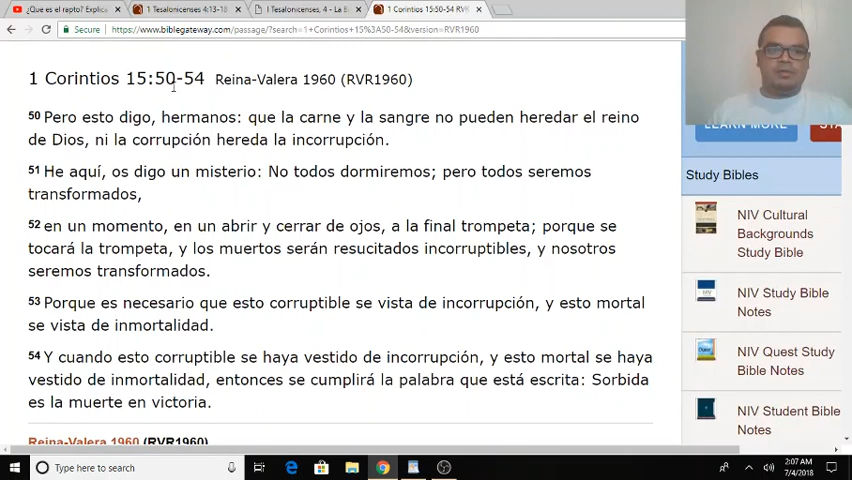 ¿Que es el rapto? Explica
1 Tesalonicenses 4:13-18
I Tesalonicenses, 4 - La B
1 Corintios 15:50-54 RVR
Secure
https://www.biblegateway.com/passage/?search=1+Corintios+15%3A50-54&version=RVR1960
1 Corintios 15:50-54 Reina-Valera 1960 (RVR1960)
50 Pero esto digo, hermanos: que la carne y la sangre no pueden heredar el reino
de Dios, ni la corrupción hereda la incorrupción.
51 He aquí, os digo un misterio: No todos dormiremos; pero todos seremos
transformados,
52 en un momento, en un abrir y cerrar de ojos, a la final trompeta; porque se
tocará la trompeta, y los muertos serán resucitados incorruptibles, y nosotros
seremos transformados.
53 Porque es necesario que esto corruptible se vista de incorrupción, y esto mortal
se vista de inmortalidad.
54 Y cuando esto corruptible se haya vestido de incorrupción, y esto mortal se haya
vestido de inmortalidad, entonces se cumplirá la palabra que está escrita: Sorbida
es la muerte en victoria.
Reina-Valera 1960 (RVR1960)
LEARN MORE
STA
Study Bibles
NIV Cultural
Backgrounds
Study Bible
NIV Study Bible
Notes
NIV Quest Study
Bible Notes
NIV Student Bible
Notes
Type here to search
2:07 AM
7/4/2018